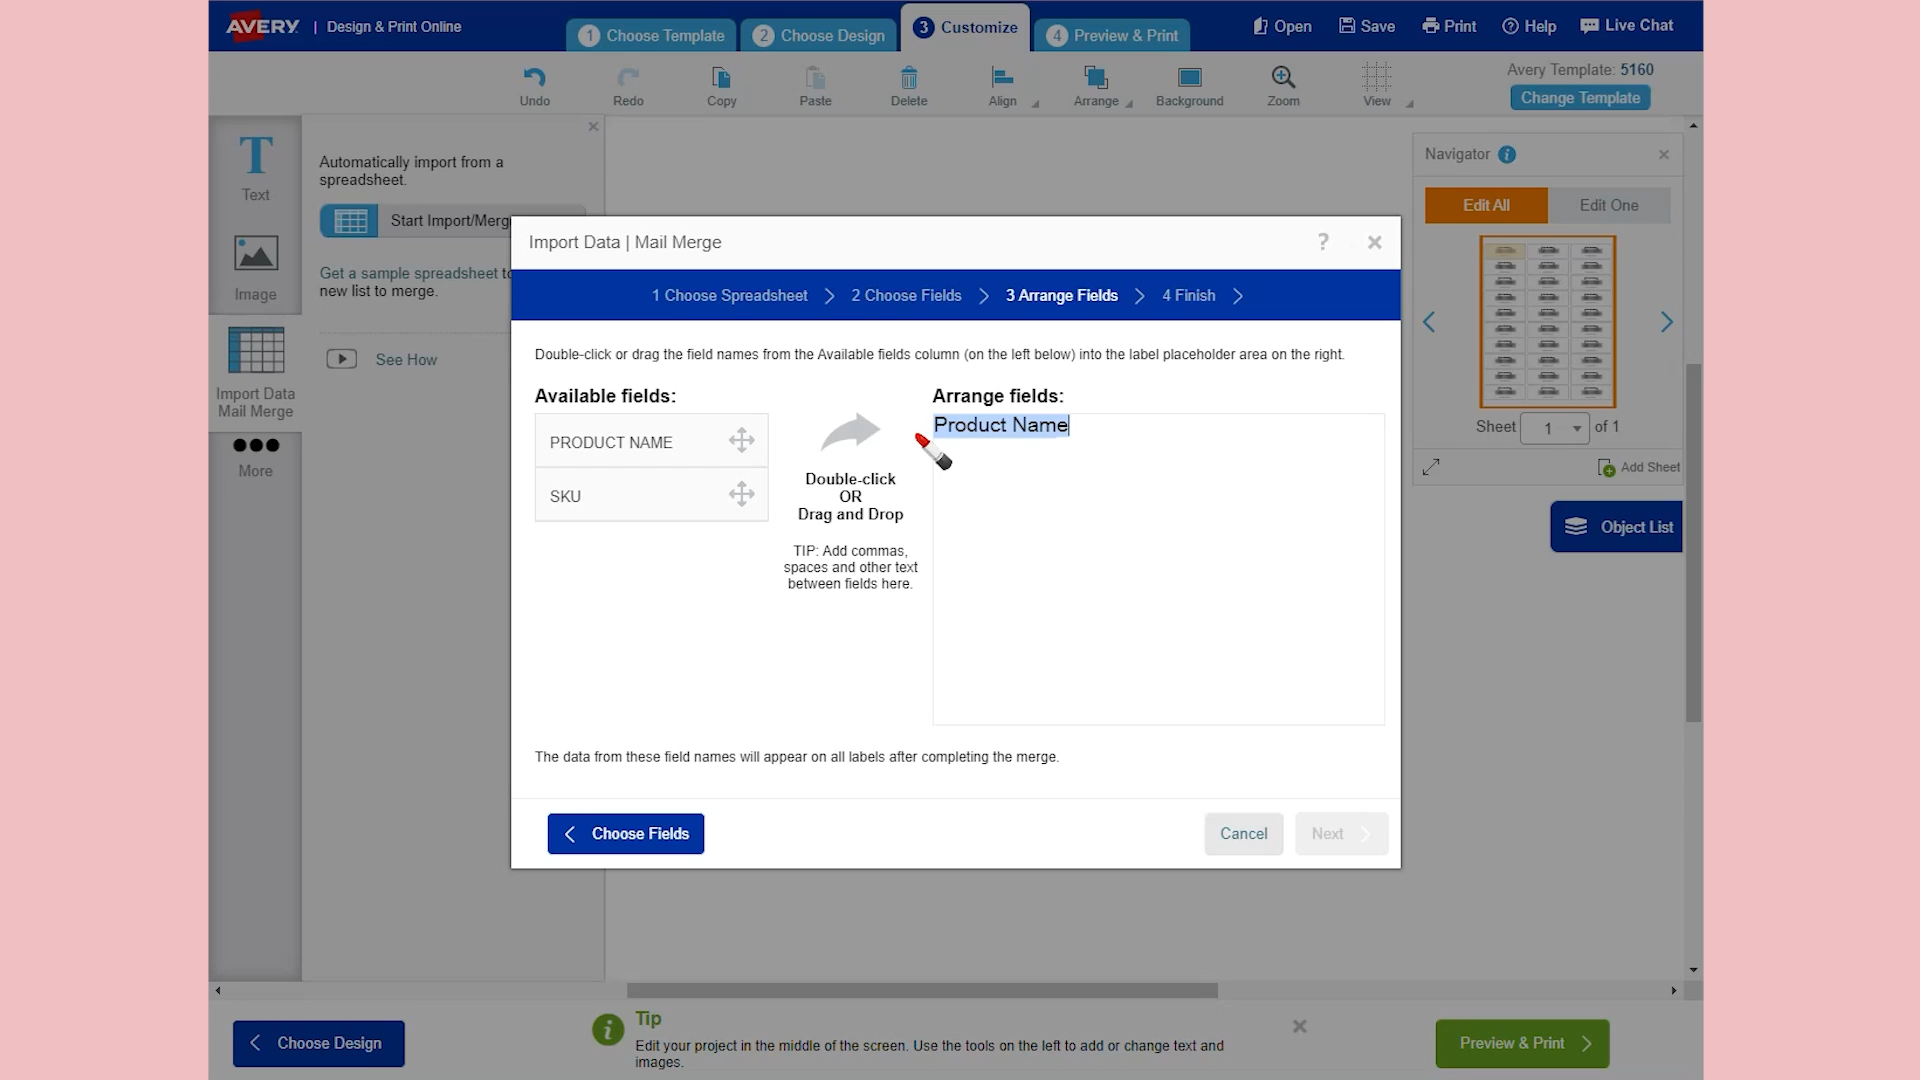 AVERY | Design & Print Online
1 Choose Template
2 Choose Design
3 Customize
4 Preview & Print
Open
Save
Print
? Help
Live Chat
Undo
Redo
Copy
Paste
Delete
Align
Arrange
Background
Zoom
View
Avery Template: 5160
Change Template
T
Text
Image
Import Data
Mail Merge
More
Automatically import from a
spreadsheet.
Start Import/Merg
Get a sample spreadsheet to
new list to merge.
See How
Import Data | Mail Merge
?
1 Choose Spreadsheet
2 Choose Fields
3 Arrange Fields
4 Finish
Double-click or drag the field names from the Available fields column (on the left below) into the label placeholder area on the right.
Available fields:
PRODUCT NAME
SKU
Double-click
OR
Drag and Drop
TIP: Add commas,
spaces and other text
between fields here.
Arrange fields:
Product Name
The data from these field names will appear on all labels after completing the merge.
Choose Fields
Cancel
Next
Navigator i
Edit All
Edit One
Sheet 1 of 1
Add Sheet
Object List
Choose Design
i Tip
Edit your project in the middle of the screen. Use the tools on the left to add or change text and
images.
Preview & Print